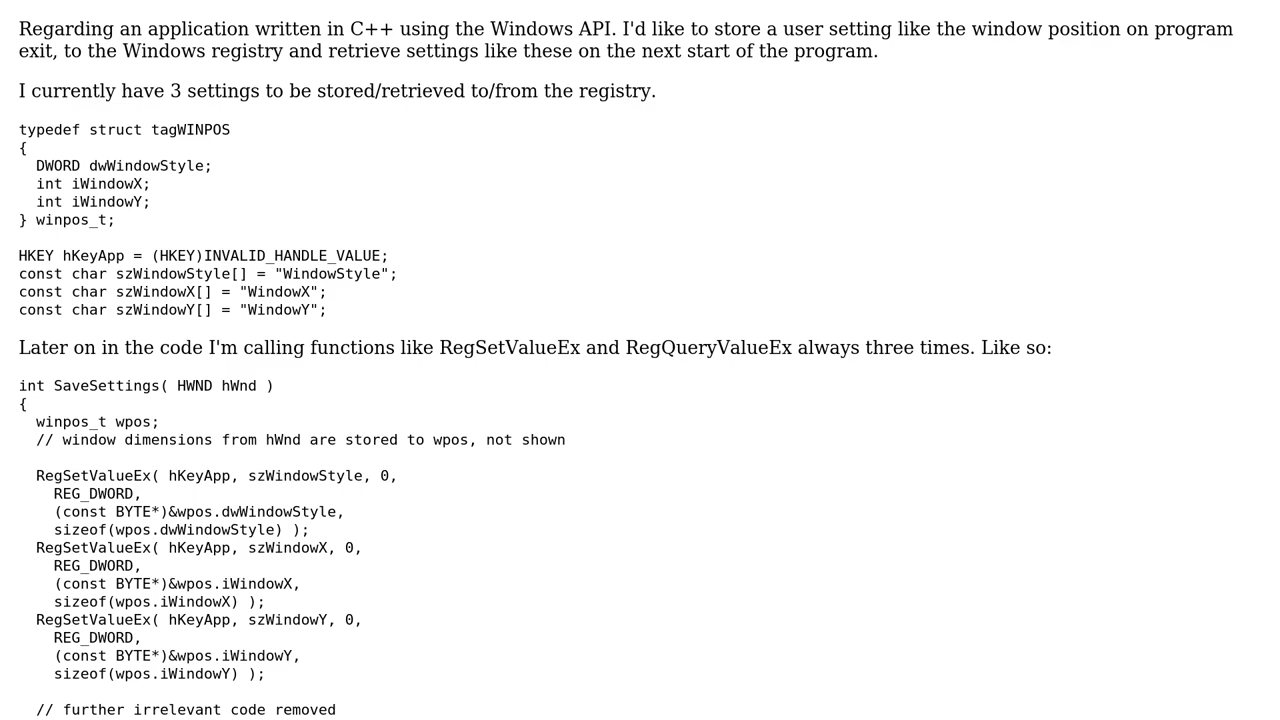 Regarding an application written in C++ using the Windows API. I'd like to store a user setting like the window position on program
exit, to the Windows registry and retrieve settings like these on the next start of the program.
I currently have 3 settings to be stored/retrieved to/from the registry.
typedef struct tagWINPOS
{
  DWORD dwWindowStyle;
  int iWindowX;
  int iWindowY;
} winpos_t;
HKEY hKeyApp = (HKEY)INVALID_HANDLE_VALUE;
const char szWindowStyle[] = "WindowStyle";
const char szWindowX[] = "WindowX";
const char szWindowY[] = "WindowY";
Later on in the code I'm calling functions like RegSetValueEx and RegQueryValueEx always three times. Like so:
int SaveSettings( HWND hWnd )
{
  winpos_t wpos;
  // window dimensions from hWnd are stored to wpos, not shown
  RegSetValueEx( hKeyApp, szWindowStyle, 0,
    REG_DWORD,
    (const BYTE*)&wpos.dwWindowStyle,
    sizeof(wpos.dwWindowStyle) );
  RegSetValueEx( hKeyApp, szWindowX, 0,
    REG_DWORD,
    (const BYTE*)&wpos.iWindowX,
    sizeof(wpos.iWindowX) );
  RegSetValueEx( hKeyApp, szWindowY, 0,
    REG_DWORD,
    (const BYTE*)&wpos.iWindowY,
    sizeof(wpos.iWindowY) );
  // further irrelevant code removed